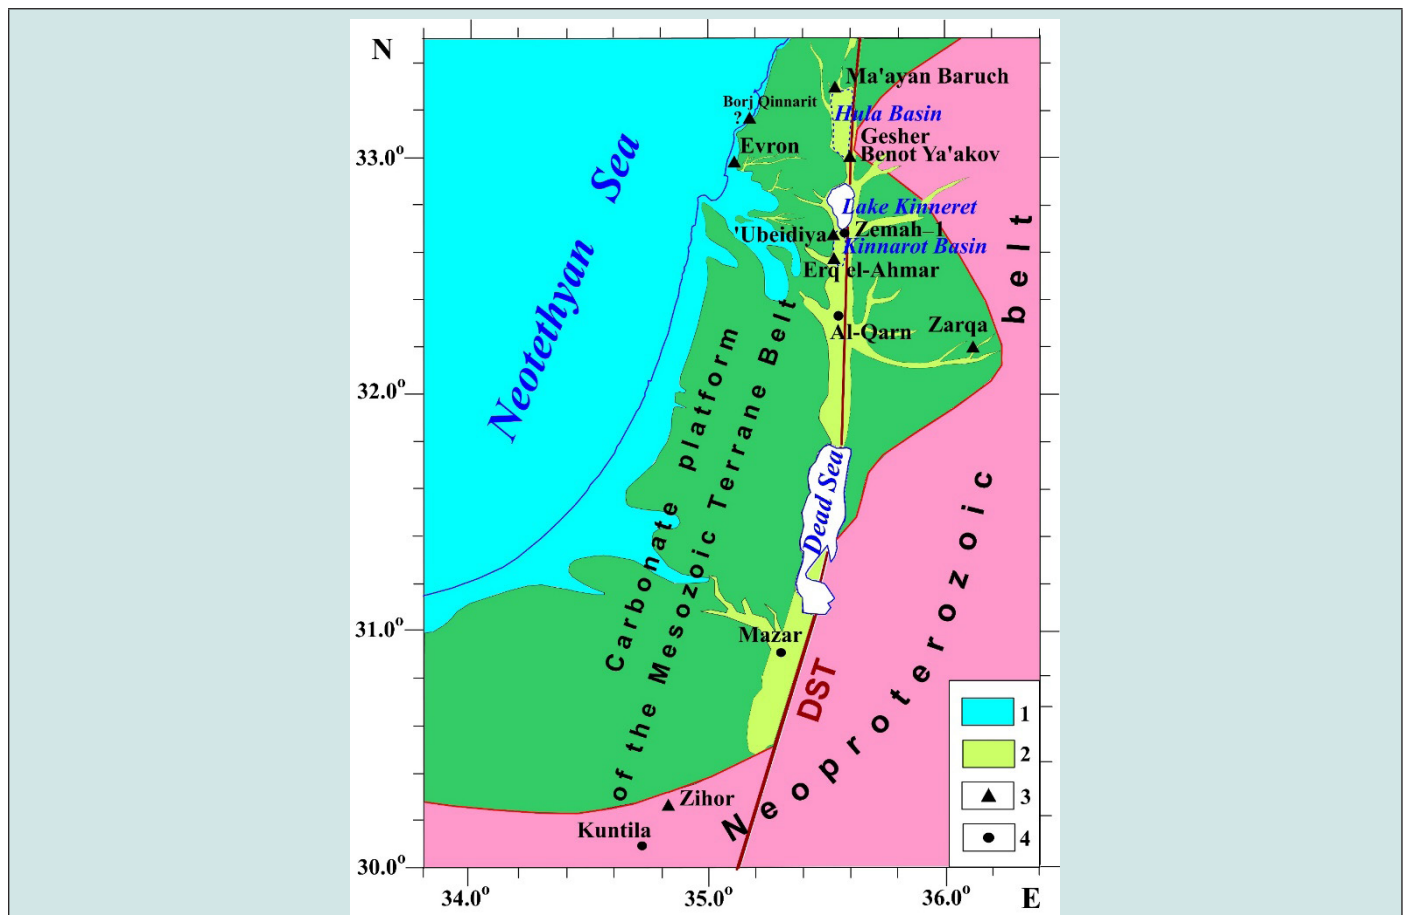 N
Ma'ayan Baruch
Borj Qinnarit
?
Hula Basin
Gesher
Benot Ya'akov
Evron
33.0°
Neotethyan Sea
Lake Kinneret
'Ubeidiya
Zemah–1
Kinnarot Basin
Erq el-Ahmar
belt
Zarqa
Al-Qarn
32.0°
Carbonate platform
of the Mesozoic Terrane Belt
Dead Sea
Neoproterozoic
31.0°
Mazar
DST
1
2
3
4
Zihor
Kuntila
30.0°
34.0°
35.0°
36.0°
E